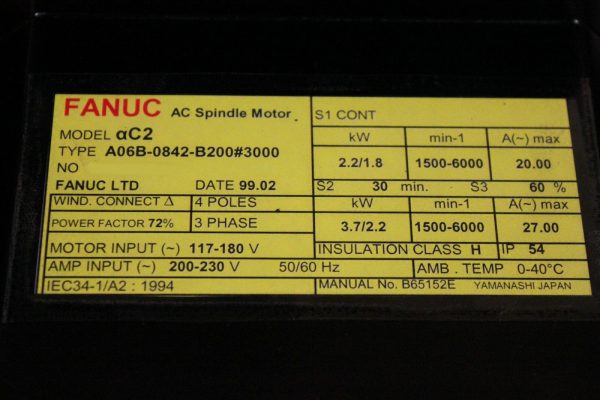 FANUC AC Spindle Motor
MODEL αC2
TYPE A06B-0842-B200#3000
NO
FANUC LTD DATE 99.02
WIND. CONNECT Δ 4 POLES
POWER FACTOR 72% 3 PHASE
MOTOR INPUT (~) 117-180 V
AMP INPUT (~) 200-230 V 50/60 Hz
IEC34-1/A2 : 1994
S1 CONT
kW min-1 A(~) max
2.2/1.8 1500-6000 20.00
S2 30 min. S3 60 %
kW min-1 A(~) max
3.7/2.2 1500-6000 27.00
INSULATION CLASS H IP 54
AMB . TEMP 0-40°C
MANUAL No. B65152E YAMANASHI JAPAN